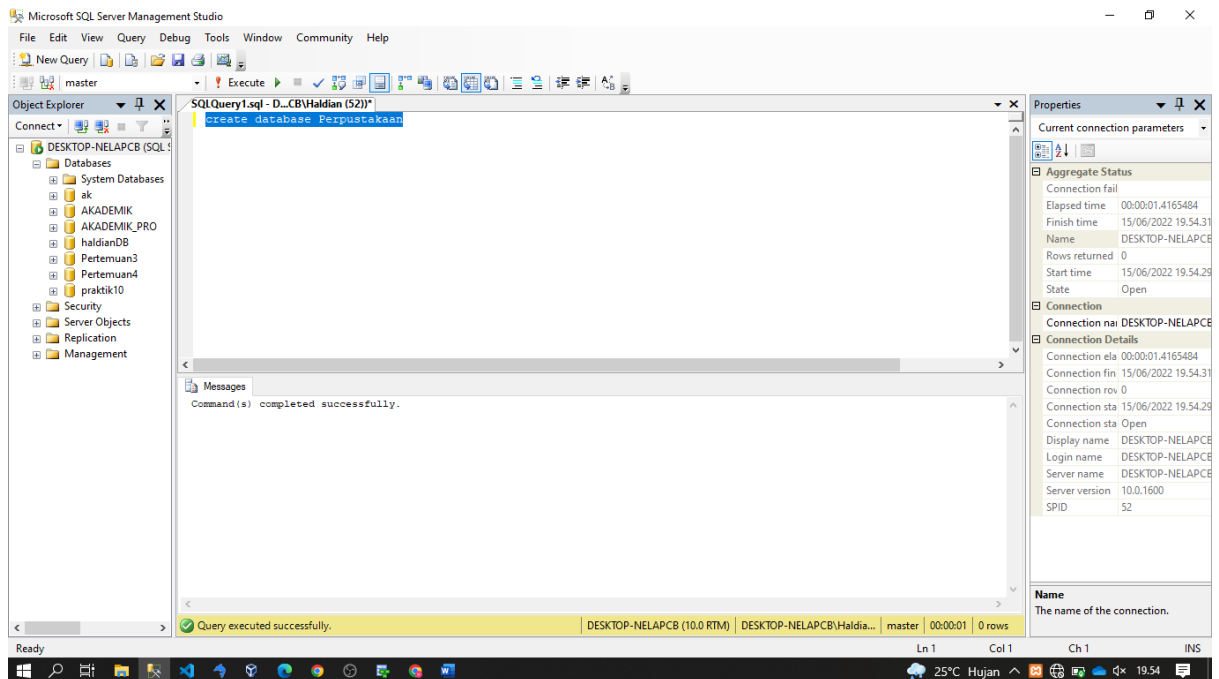 Microsoft SQL Server Management Studio
File Edit View Query Debug Tools Window Community Help
New Query
master Execute
Object Explorer
Connect
DESKTOP-NELAPCB (SQL S
Databases
System Databases
ak
AKADEMIK
AKADEMIK_PRO
haldianDB
Pertemuan3
Pertemuan4
praktik10
Security
Server Objects
Replication
Management
SQLQuery1.sql - D...CB\Haldian (52))*
create database Perpustakaan
Messages
Command(s) completed successfully.
Query executed successfully. DESKTOP-NELAPCB (10.0 RTM) DESKTOP-NELAPCB\Haldia... master 00:00:01 0 rows
Properties
Current connection parameters
Aggregate Status
Connection fail
Elapsed time 00:00:01.4165484
Finish time 15/06/2022 19.54.31
Name DESKTOP-NELAPCB
Rows returned 0
Start time 15/06/2022 19.54.29
State Open
Connection
Connection nai DESKTOP-NELAPCB
Connection Details
Connection ela 00:00:01.4165484
Connection fin 15/06/2022 19.54.31
Connection rov 0
Connection sta 15/06/2022 19.54.29
Connection sta Open
Display name DESKTOP-NELAPCB
Login name DESKTOP-NELAPCB
Server name DESKTOP-NELAPCB
Server version 10.0.1600
SPID 52
Name
The name of the connection.
Ready Ln 1 Col 1 Ch 1 INS
25°C Hujan 19.54